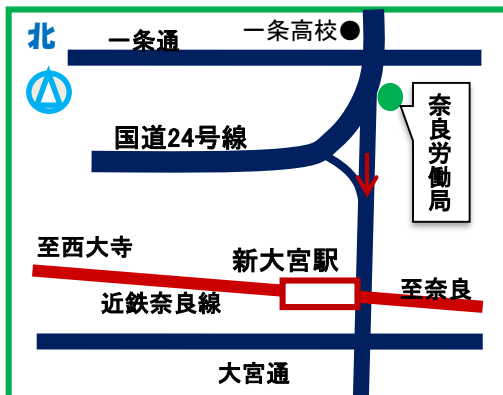 北
一条通
一条高校●
国道24号線
奈良労働局
至西大寺
新大宮駅
至奈良
近鉄奈良線
大宮通